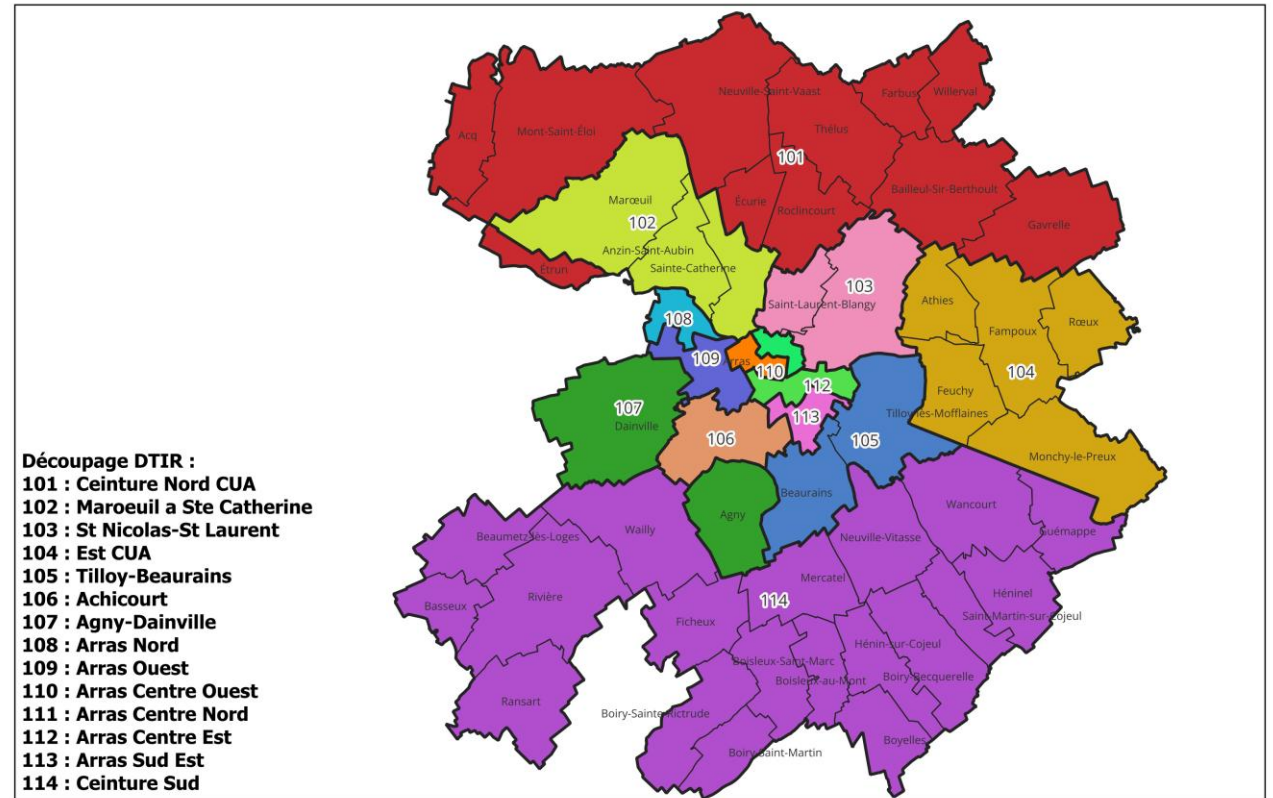 Neuville-Saint-Vaast
Farbus
Willerval
Acq
Mont-Saint-Éloi
Thélus
101
Bailleul-Sir-Berthoult
Marœuil
Écurie
Roclincourt
102
Gavrelle
Anzin-Saint-Aubin
Étrun
Sainte-Catherine
103
Saint-Laurent-Blangy
Athies
108
Fampoux
Rœux
109
110
104
112
Feuchy
107
113
Tilloy-lès-Mofflaines
Dainville
106
105
Monchy-le-Preux
Beaurains
Wancourt
Agny
Wailly
Beaumetz-lès-Loges
Neuville-Vitasse
Guémappe
Mercatel
Basseux
Rivière
114
Héninel
Ficheux
Saint-Martin-sur-Cojeul
Hénin-sur-Cojeul
Boisleux-Saint-Marc
Boisleux-au-Mont
Boiry-Becquerelle
Ransart
Boiry-Sainte-Rictrude
Boyelles
Boiry-Saint-Martin
Découpage DTIR :
101 : Ceinture Nord CUA
102 : Maroeuil a Ste Catherine
103 : St Nicolas-St Laurent
104 : Est CUA
105 : Tilloy-Beaurains
106 : Achicourt
107 : Agny-Dainville
108 : Arras Nord
109 : Arras Ouest
110 : Arras Centre Ouest
111 : Arras Centre Nord
112 : Arras Centre Est
113 : Arras Sud Est
114 : Ceinture Sud